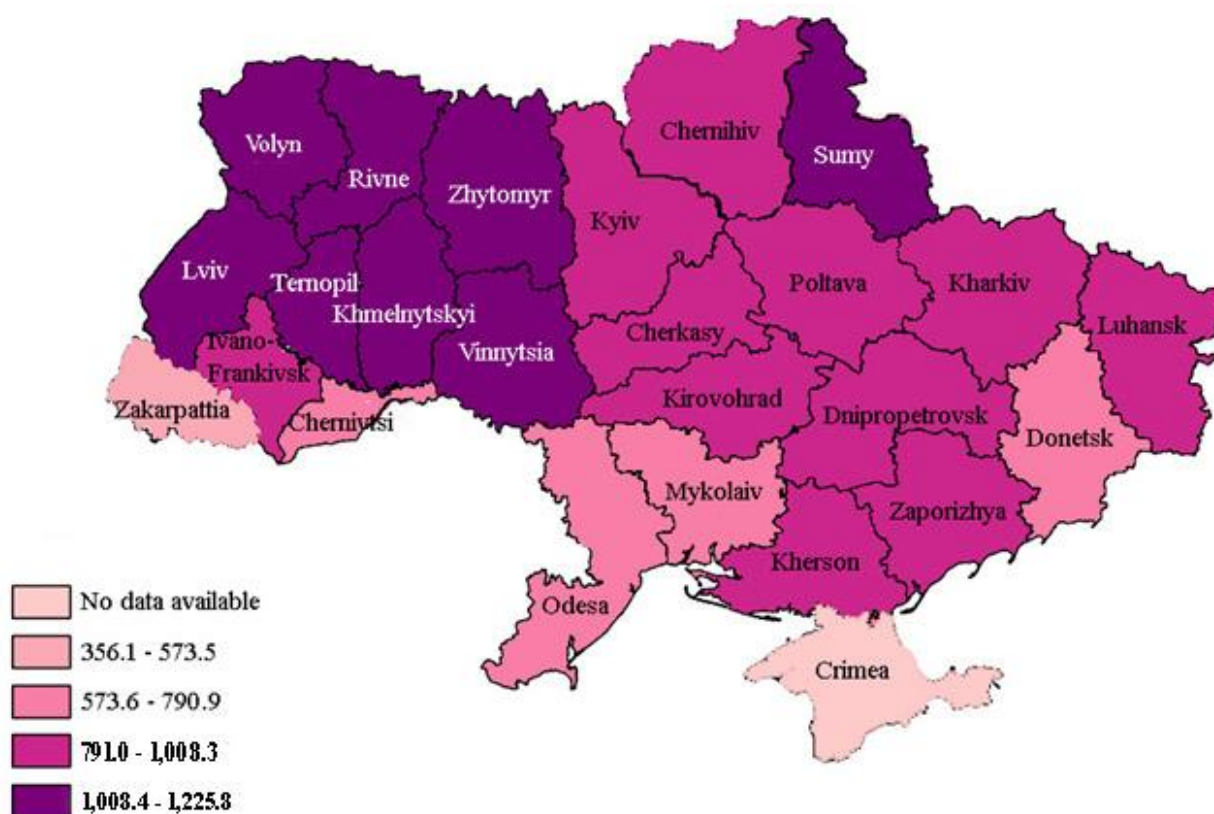 Chernihiv
Sumy
Volyn
Rivne
Zhytomyr
Kyiv
Lviv
Ternopil
Khmelnytskyi
Vinnytsia
Cherkasy
Poltava
Kharkiv
Luhansk
Ivano-
Frankivsk
Zakarpattia
Chernivtsi
Kirovohrad
Dnipropetrovsk
Donetsk
Mykolaiv
Zaporizhya
Kherson
Odesa
Crimea
No data available
356.1 - 573.5
573.6 - 790.9
791.0 - 1,008.3
1,008.4 - 1,225.8